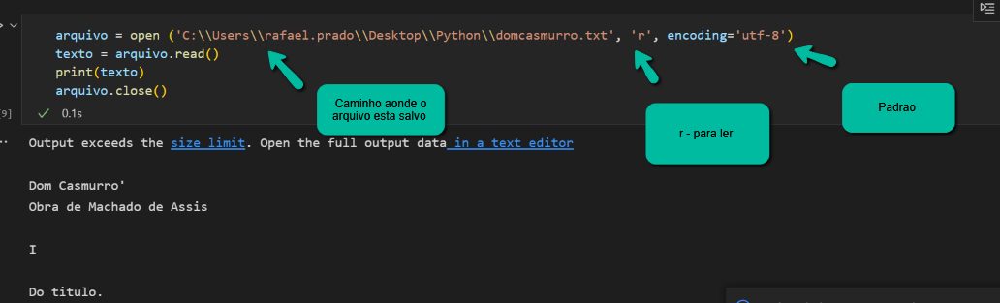 arquivo = open ('C:\\Users\\rafael.prado\\Desktop\\Python\\domcasmurro.txt', 'r', encoding='utf-8')
texto = arquivo.read()
print(texto)
arquivo.close()
[9]
0.1s
Caminho aonde o
arquivo esta salvo
r - para ler
Padrao
Output exceeds the size limit. Open the full output data in a text editor
Dom Casmurro'
Obra de Machado de Assis
I
Do titulo.